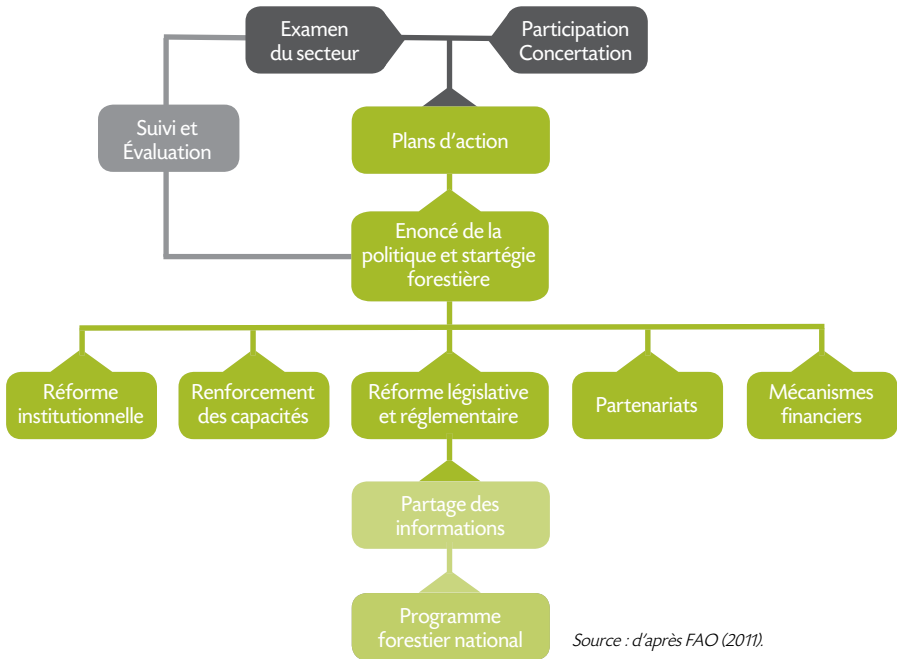 Examen
du secteur
Participation
Concertation
Suivi et
Évaluation
Plans d'action
Enoncé de la
politique et startégie
forestière
Réforme
institutionnelle
Renforcement
des capacités
Réforme législative
et réglementaire
Partenariats
Mécanismes
financiers
Partage des
informations
Programme
forestier national
Source : d'après FAO (2011).